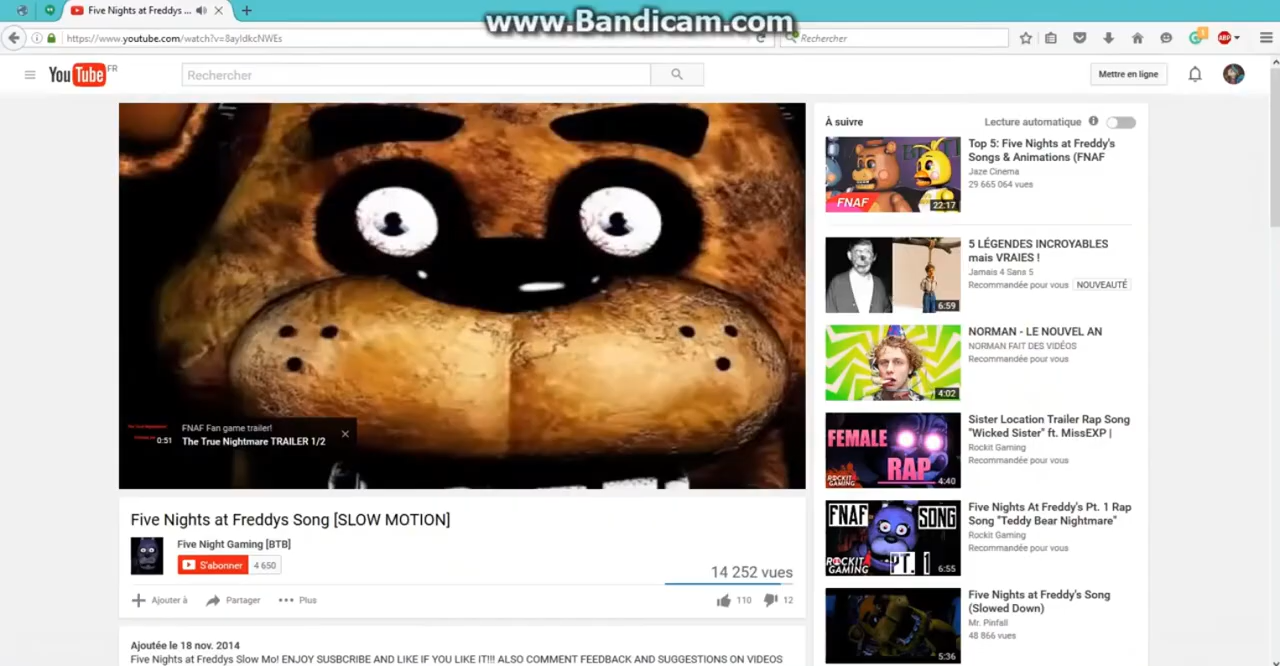 www.Bandicam.com
Five Nights at Freddys ...
https://www.youtube.com/watch?v=8ayldkcNWEs
Rechercher
ABP
YouTube FR
Rechercher
Mettre en ligne
FNAF Fan game trailer!
The True Nightmare TRAILER 1/2
0:51
Five Nights at Freddys Song [SLOW MOTION]
Five Night Gaming [BTB]
S'abonner 4 650
14 252 vues
Ajouter à Partager Plus
110 12
Ajoutée le 18 nov. 2014
Five Nights at Freddys Slow Mo! ENJOY SUSBCRIBE AND LIKE IF YOU LIKE IT!!! ALSO COMMENT FEEDBACK AND SUGGESTIONS ON VIDEOS
À suivre
Lecture automatique
FNAF
22:17
Top 5: Five Nights at Freddy's
Songs & Animations (FNAF
Jaze Cinema
29 665 064 vues
6:59
5 LÉGENDES INCROYABLES
mais VRAIES !
Jamais 4 Sans 5
Recommandée pour vous NOUVEAUTÉ
4:02
NORMAN - LE NOUVEL AN
NORMAN FAIT DES VIDÉOS
Recommandée pour vous
FEMALE
RAP
ROCKIT
GAMING
4:40
Sister Location Trailer Rap Song
"Wicked Sister" ft. MissEXP |
Rockit Gaming
Recommandée pour vous
FNAF SONG
PT. 1
ROCKIT
GAMING
6:55
Five Nights At Freddy's Pt. 1 Rap
Song "Teddy Bear Nightmare"
Rockit Gaming
Recommandée pour vous
5:36
Five Nights at Freddy's Song
(Slowed Down)
Mr. Pinfall
48 866 vues